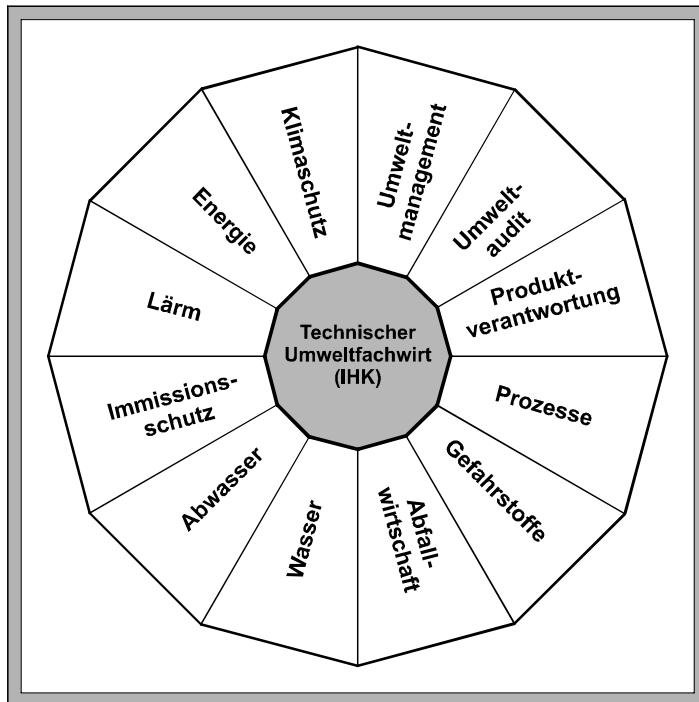 Umwelt-
management
Umwelt-
audit
Produkt-
verantwortung
Prozesse
Gefahrstoffe
Abfall-
wirtschaft
Wasser
Abwasser
Immissions-
schutz
Lärm
Energie
Klimaschutz
Technischer
Umweltfachwirt
(IHK)